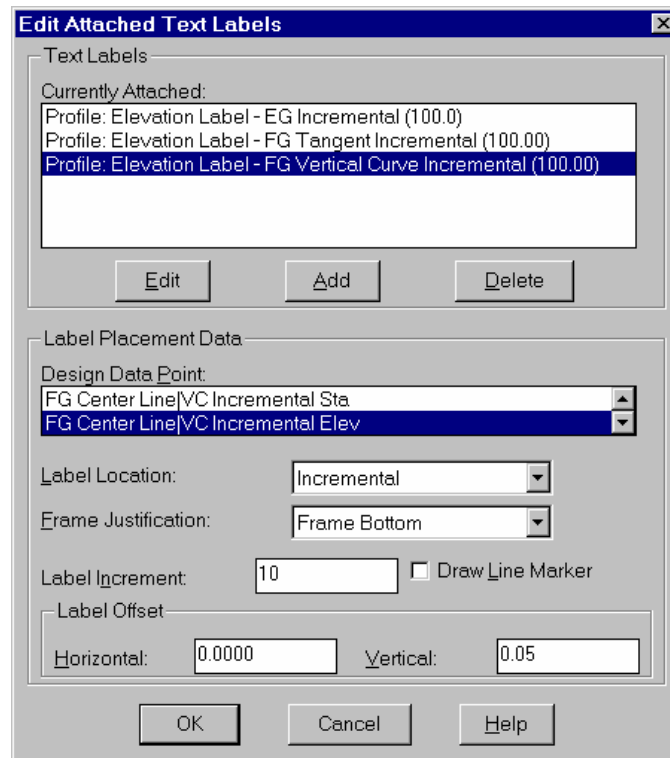 Edit Attached Text Labels
Text Labels
Currently Attached:
Profile: Elevation Label - EG Incremental (100.0)
Profile: Elevation Label - FG Tangent Incremental (100.00)
Profile: Elevation Label - FG Vertical Curve Incremental (100.00)
Edit Add Delete
Label Placement Data
Design Data Point:
FG Center Line|VC Incremental Sta
FG Center Line|VC Incremental Elev
Label Location: Incremental
Frame Justification: Frame Bottom
Label Increment: 10 Draw Line Marker
Label Offset
Horizontal: 0.0000 Vertical: 0.05
OK Cancel Help